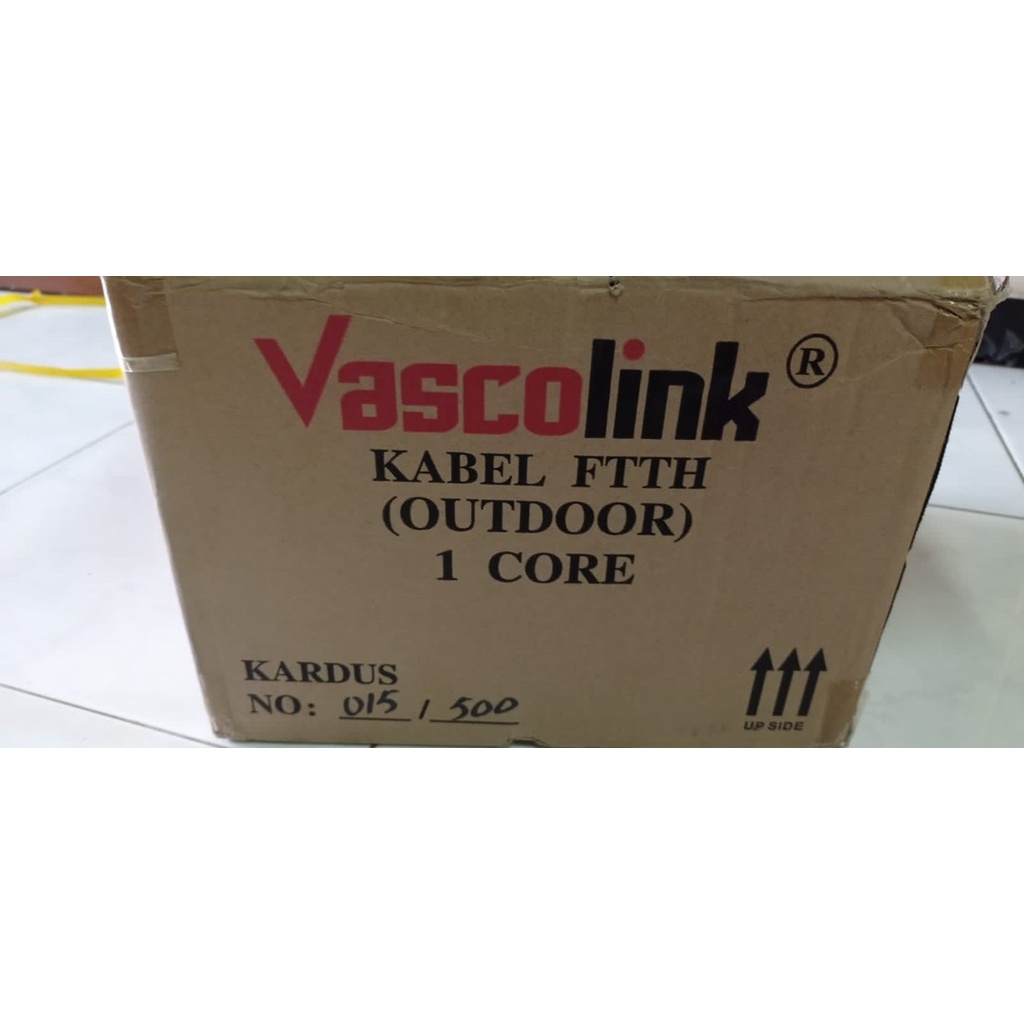 Vascolink ®
KABEL FTTH
(OUTDOOR)
1 CORE
KARDUS
NO: 015 / 500
UP SIDE